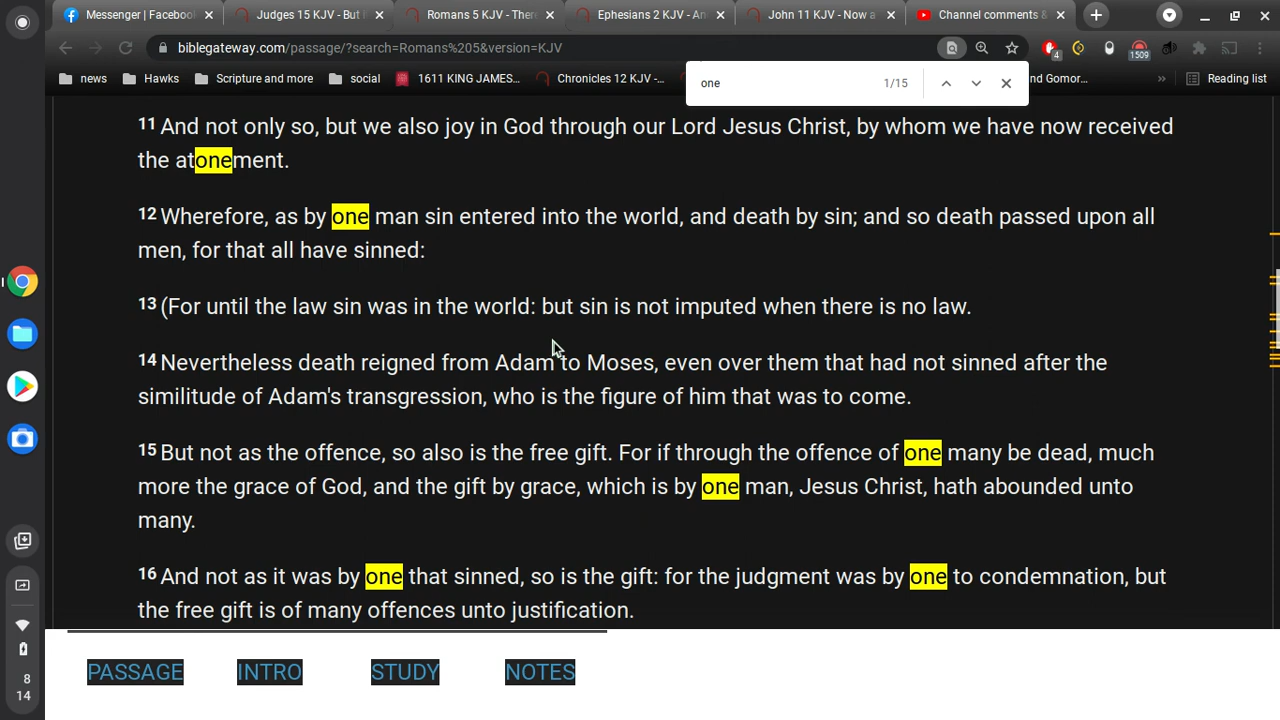 Messenger | Facebook
Judges 15 KJV - But i
Romans 5 KJV - There
Ephesians 2 KJV - An
John 11 KJV - Now a
Channel comments &
biblegateway.com/passage/?search=Romans%205&version=KJV
4
1509
news
Hawks
Scripture and more
social
1611 KING JAMES...
Chronicles 12 KJV -...
nd Gomor...
»
Reading list
one
1/15
11 And not only so, but we also joy in God through our Lord Jesus Christ, by whom we have now received
the atonement.
12 Wherefore, as by one man sin entered into the world, and death by sin; and so death passed upon all
men, for that all have sinned:
13 (For until the law sin was in the world: but sin is not imputed when there is no law.
14 Nevertheless death reigned from Adam to Moses, even over them that had not sinned after the
similitude of Adam's transgression, who is the figure of him that was to come.
15 But not as the offence, so also is the free gift. For if through the offence of one many be dead, much
more the grace of God, and the gift by grace, which is by one man, Jesus Christ, hath abounded unto
many.
16 And not as it was by one that sinned, so is the gift: for the judgment was by one to condemnation, but
the free gift is of many offences unto justification.
PASSAGE
INTRO
STUDY
NOTES
8
14